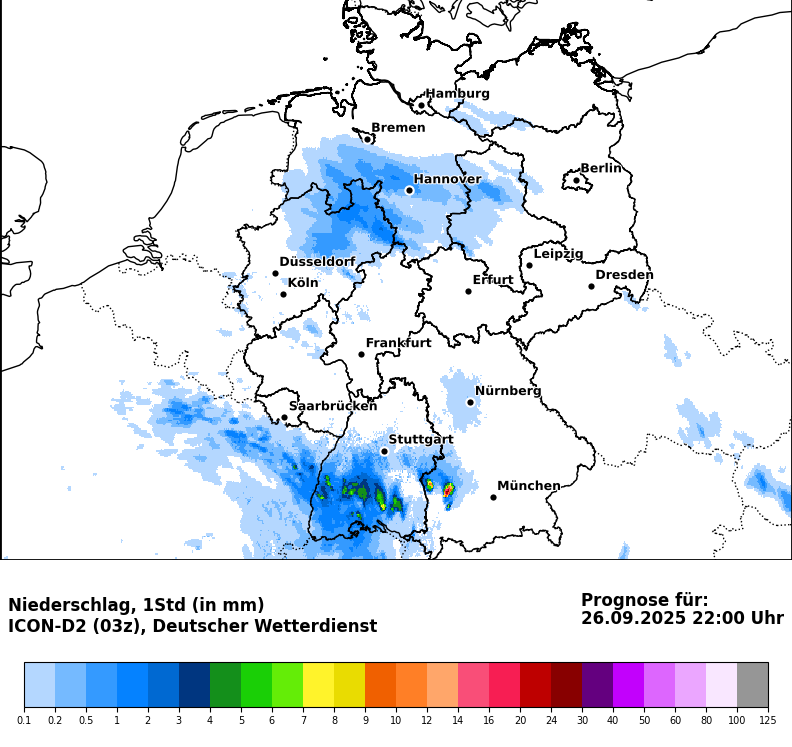 Hamburg
Bremen
Berlin
Hannover
Leipzig
Düsseldorf
Dresden
Erfurt
Köln
Frankfurt
Nürnberg
Saarbrücken
Stuttgart
München
Niederschlag, 1Std (in mm)
ICON-D2 (03z), Deutscher Wetterdienst
Prognose für:
26.09.2025 22:00 Uhr
0.1 0.2 0.5 1 2 3 4 5 6 7 8 9 10 12 14 16 20 24 30 40 50 60 80 100 125